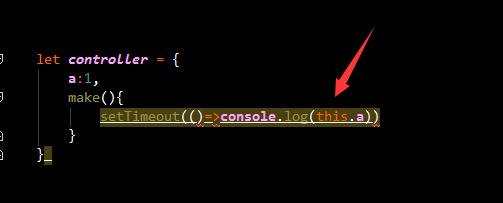 let controller = {
a:1,
make(){
setTimeout(()=>console.log(this.a))
}
}